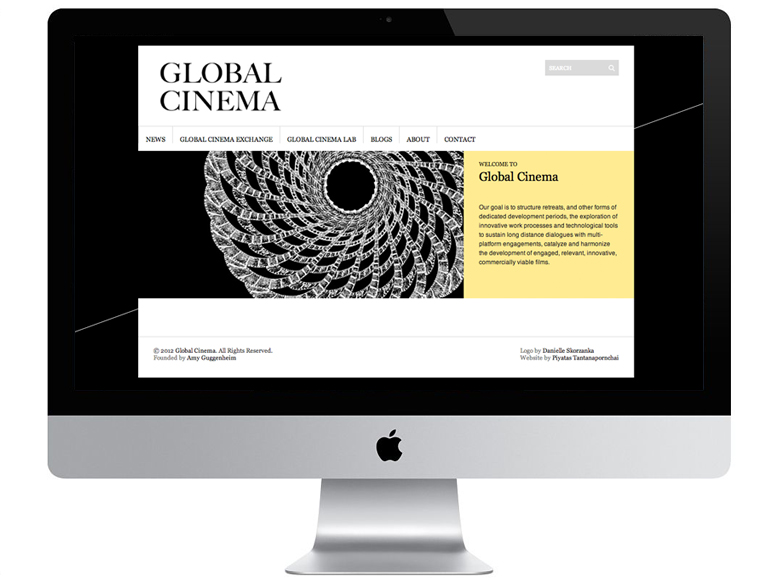 GLOBAL
CINEMA
SEARCH
NEWS GLOBAL CINEMA EXCHANGE GLOBAL CINEMA LAB BLOGS ABOUT CONTACT
WELCOME TO
Global Cinema
Our goal is to structure retreats, and other forms of
dedicated development periods, the exploration of
innovative work processes and technological tools
to sustain long distance dialogues with multi-
platform engagements, catalyze and harmonize
the development of engaged, relevant, innovative,
commercially viable films.
© 2012 Global Cinema. All Rights Reserved.
Founded by Amy Guggenheim
Logo by Danielle Skorzanka
Website by Piyatas Tantanapornchai